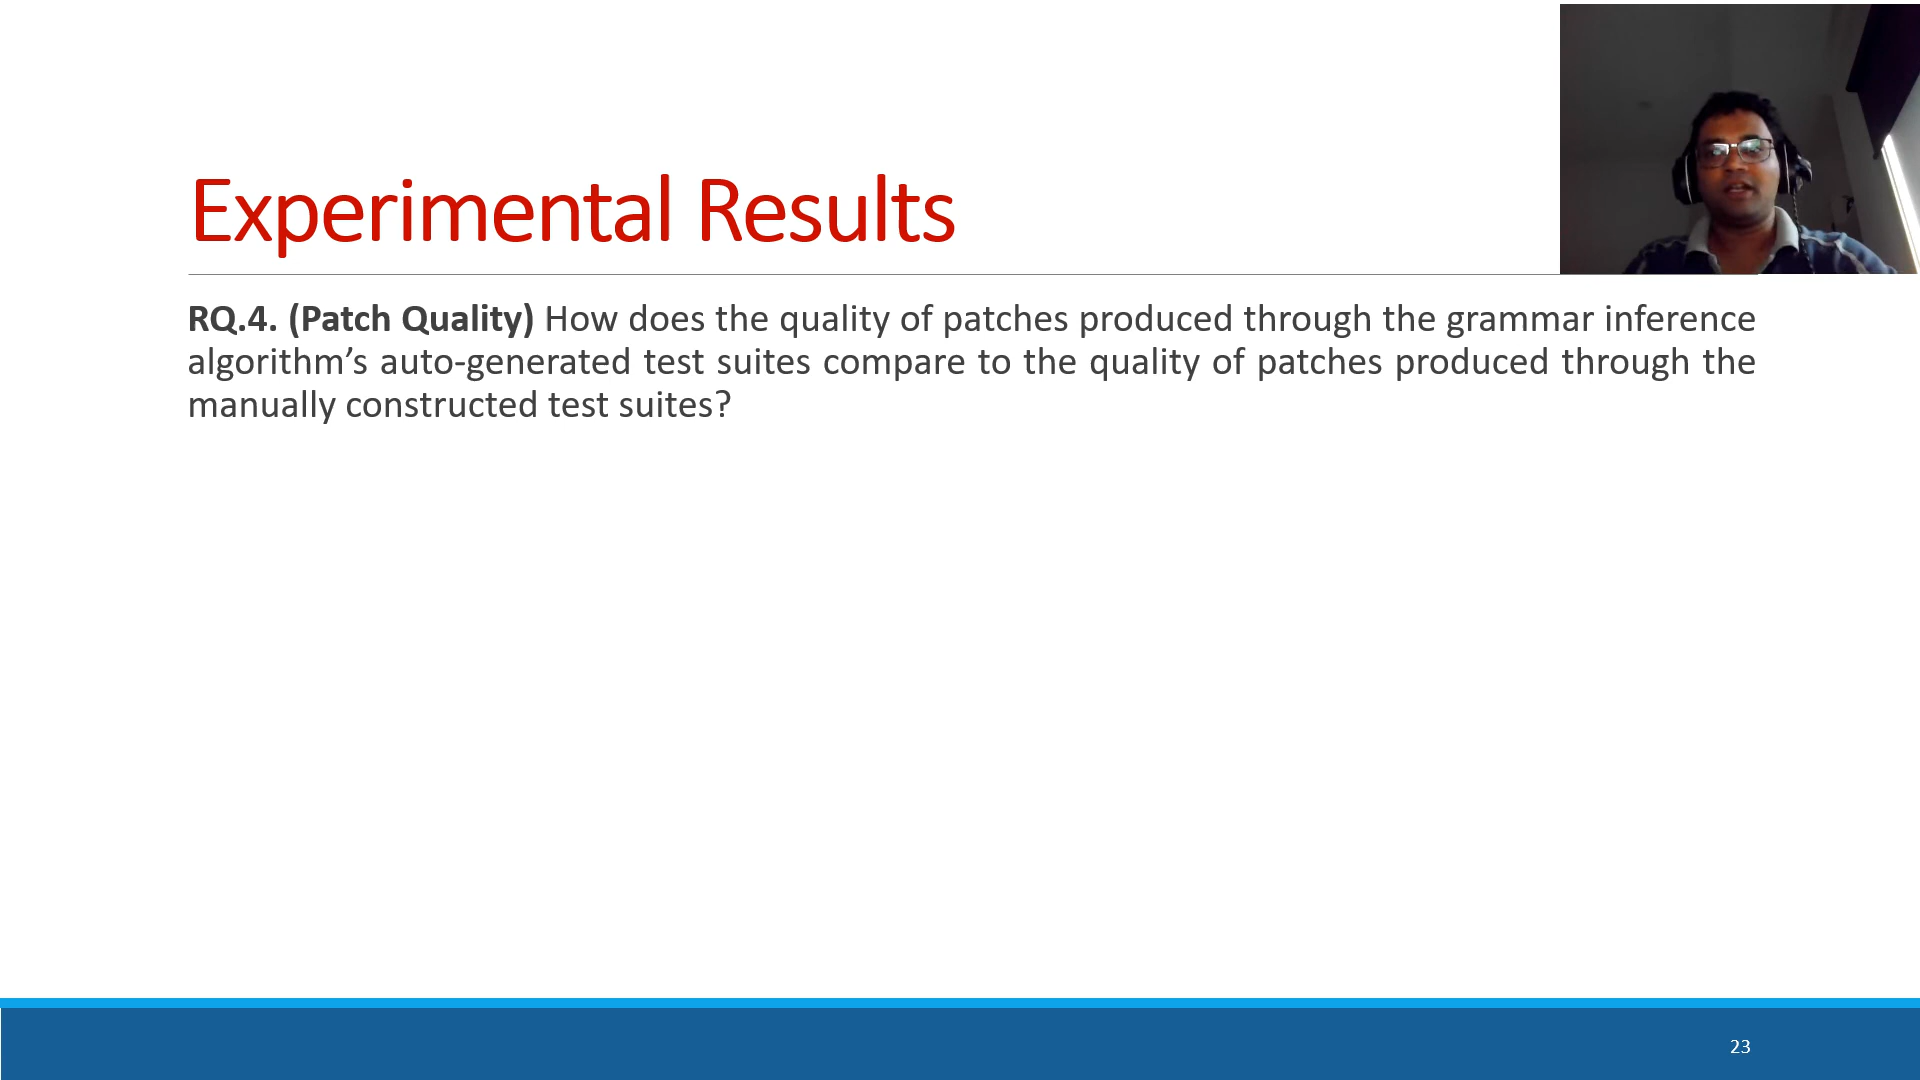 Experimental Results
RQ.4. (Patch Quality) How does the quality of patches produced through the grammar inference
algorithm’s auto-generated test suites compare to the quality of patches produced through the
manually constructed test suites?
23